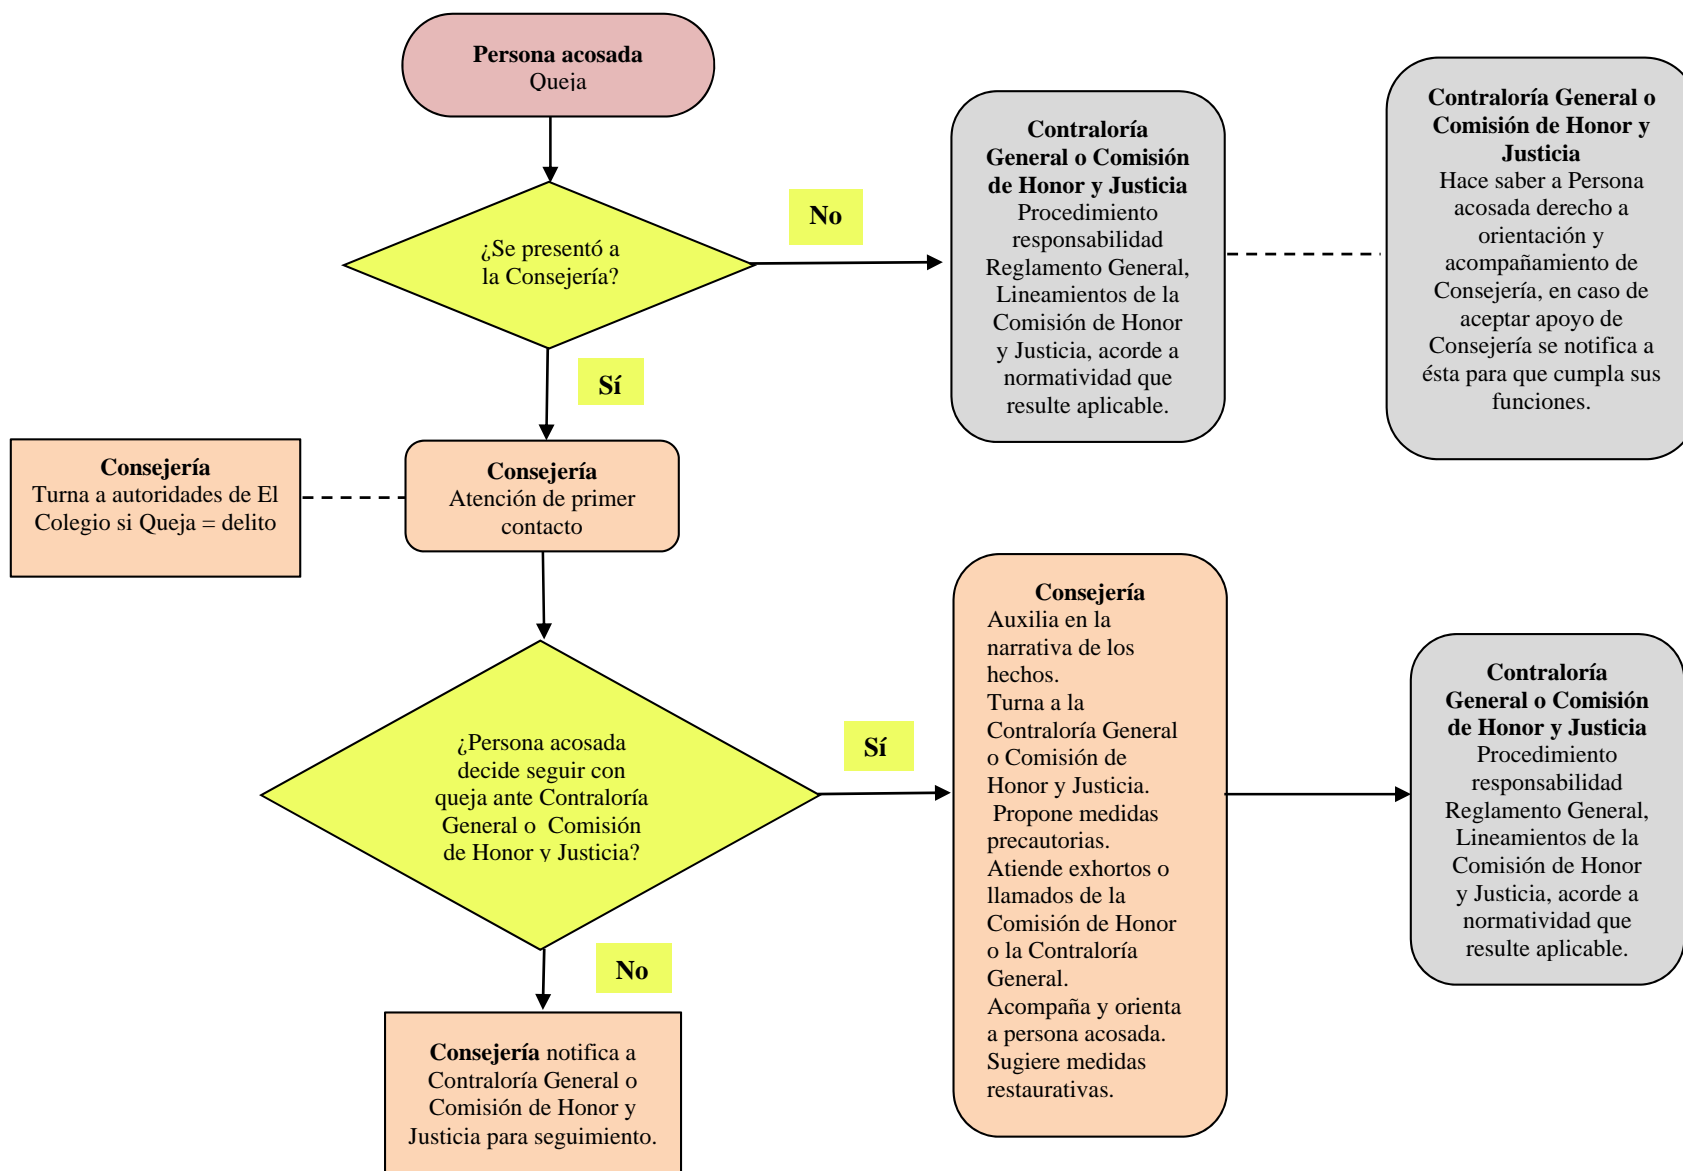 Persona acosada
Queja
¿Se presentó a
la Consejería?
No
Contraloría
General o Comisión
de Honor y Justicia
Procedimiento
responsabilidad
Reglamento General,
Lineamientos de la
Comisión de Honor
y Justicia, acorde a
normatividad que
resulte aplicable.
Contraloría General o
Comisión de Honor y
Justicia
Hace saber a Persona
acosada derecho a
orientación y
acompañamiento de
Consejería, en caso de
aceptar apoyo de
Consejería se notifica a
ésta para que cumpla sus
funciones.
Sí
Consejería
Turna a autoridades de El
Colegio si Queja = delito
Consejería
Atención de primer
contacto
¿Persona acosada
decide seguir con
queja ante Contraloría
General o Comisión
de Honor y Justicia?
Sí
Consejería
Auxilia en la
narrativa de los
hechos.
Turna a la
Contraloría General
o Comisión de
Honor y Justicia.
Propone medidas
precautorias.
Atiende exhortos o
llamados de la
Comisión de Honor
o la Contraloría
General.
Acompaña y orienta
a persona acosada.
Sugiere medidas
restaurativas.
Contraloría
General o Comisión
de Honor y Justicia
Procedimiento
responsabilidad
Reglamento General,
Lineamientos de la
Comisión de Honor
y Justicia, acorde a
normatividad que
resulte aplicable.
No
Consejería notifica a
Contraloría General o
Comisión de Honor y
Justicia para seguimiento.